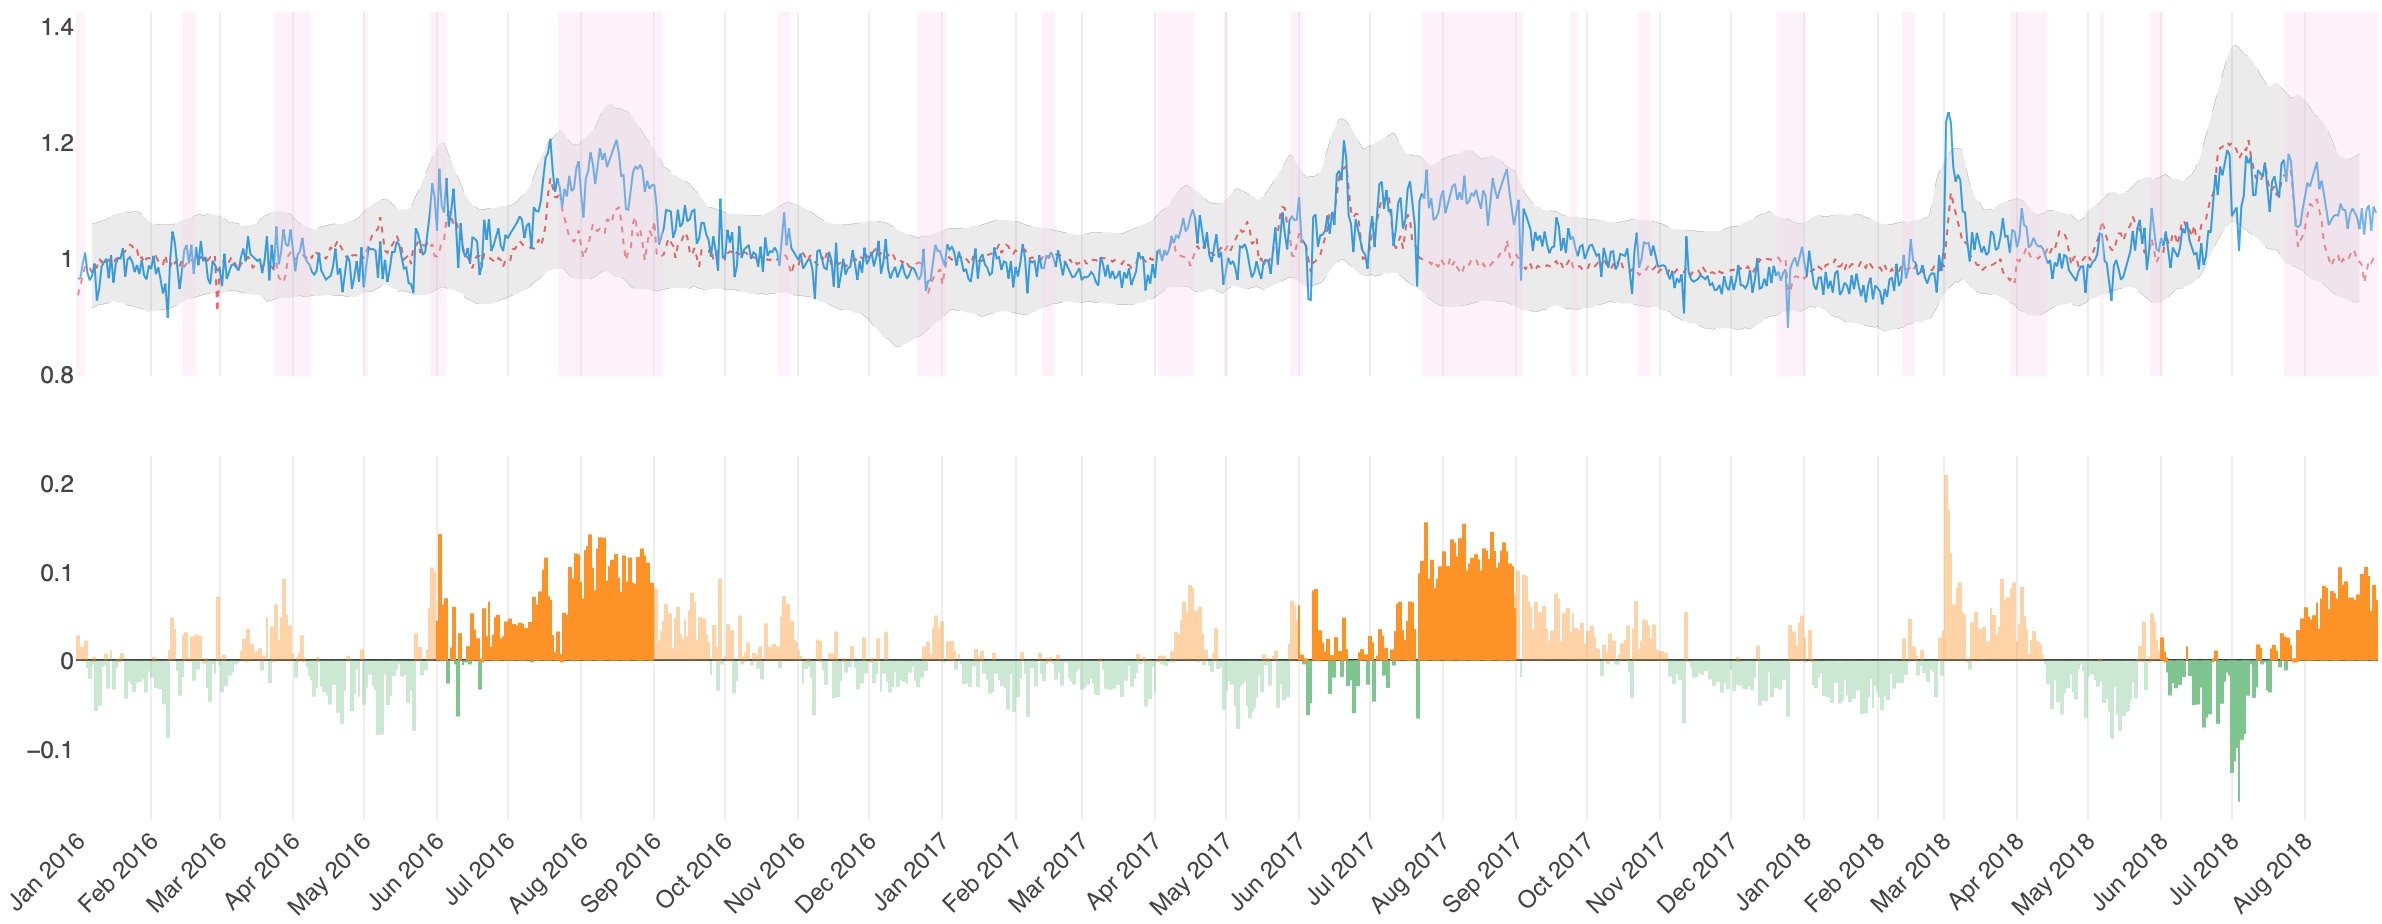 1.4
1.2
1
0.8
0.2
0.1
0
−0.1
Jan 2016
Feb 2016
Mar 2016
Apr 2016
May 2016
Jun 2016
Jul 2016
Aug 2016
Sep 2016
Oct 2016
Nov 2016
Dec 2016
Jan 2017
Feb 2017
Mar 2017
Apr 2017
May 2017
Jun 2017
Jul 2017
Aug 2017
Sep 2017
Oct 2017
Nov 2017
Dec 2017
Jan 2018
Feb 2018
Mar 2018
Apr 2018
May 2018
Jun 2018
Jul 2018
Aug 2018